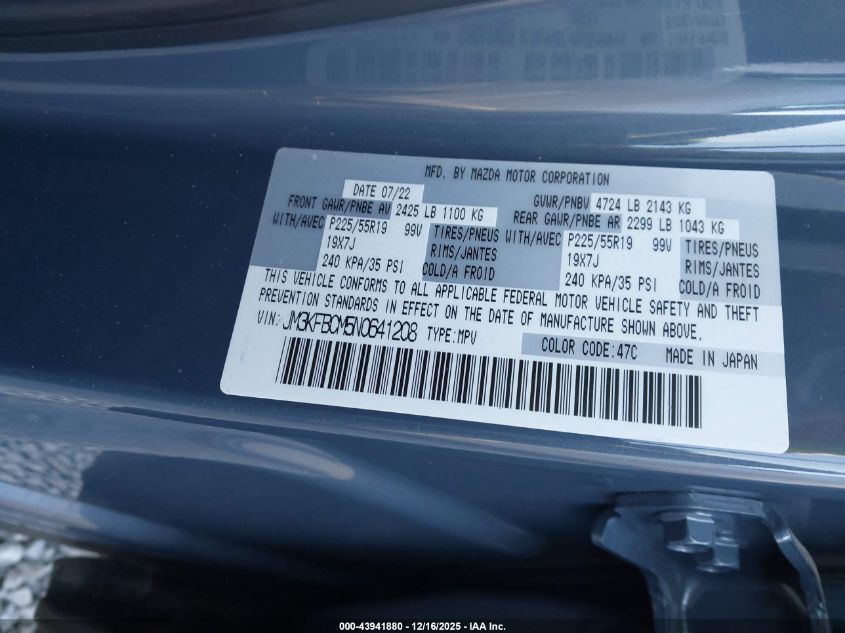 MFD. BY MAZDA MOTOR CORPORATION
DATE 07/22 GVWR/PNBV 4724 LB 2143 KG
FRONT GAWR/PNBE AV 2425 LB 1100 KG REAR GAWR/PNBE AR 2299 LB 1043 KG
WITH/AVEC P225/55R19 99V TIRES/PNEUS WITH/AVEC P225/55R19 99V TIRES/PNEUS
19X7J RIMS/JANTES 19X7J RIMS/JANTES
240 KPA/35 PSI COLD/A FROID 240 KPA/35 PSI COLD/A FROID
THIS VEHICLE CONFORMS TO ALL APPLICABLE FEDERAL MOTOR VEHICLE SAFETY AND THEFT
PREVENTION STANDARDS IN EFFECT ON THE DATE OF MANUFACTURE SHOWN ABOVE.
VIN: JM3KFBCM5N0641208 TYPE:MPV COLOR CODE:47C MADE IN JAPAN
000-43941880 - 12/16/2025 - IAA Inc.